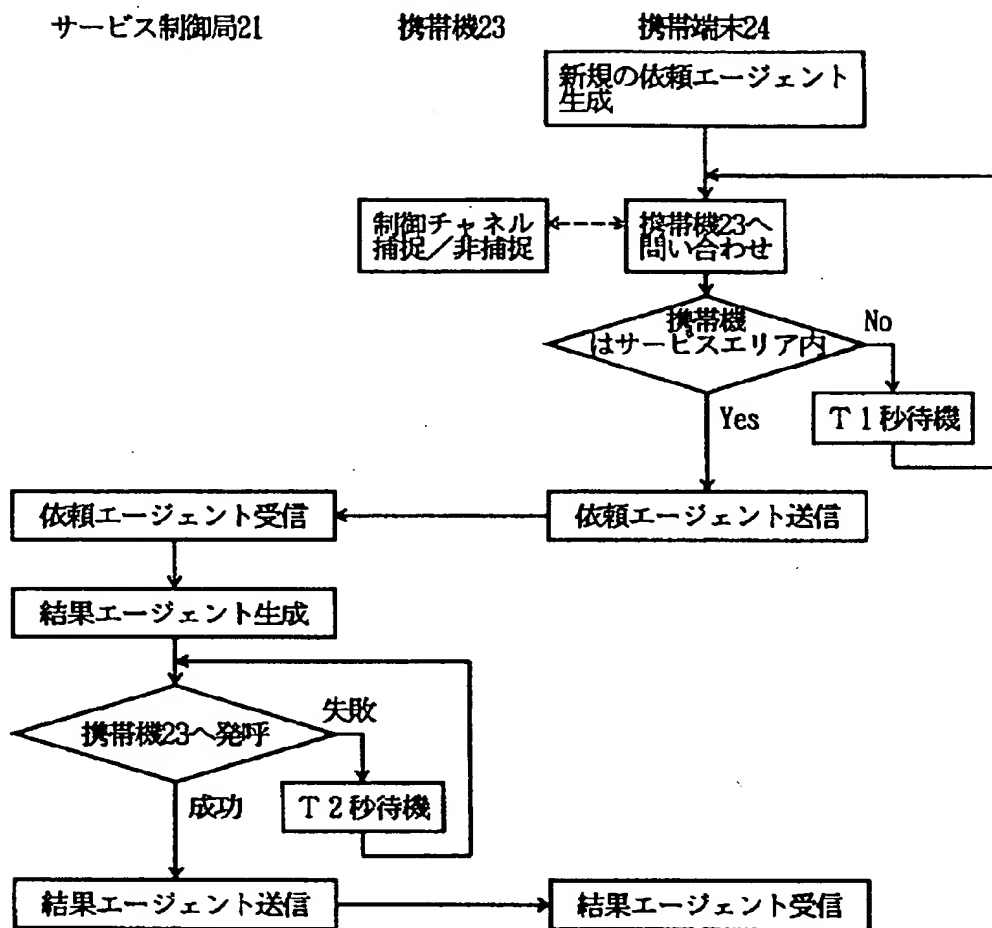 サービス制御局21
携帯機23
携帯端末24
新規の依頼エージェント
生成
制御チャネル
捕捉／非捕捉
携帯機23へ
問い合わせ
携帯機
はサービスエリア内
No
Yes
T1秒待機
依頼エージェント受信
依頼エージェント送信
結果エージェント生成
携帯機23へ発呼
失敗
成功
T2秒待機
結果エージェント送信
結果エージェント受信